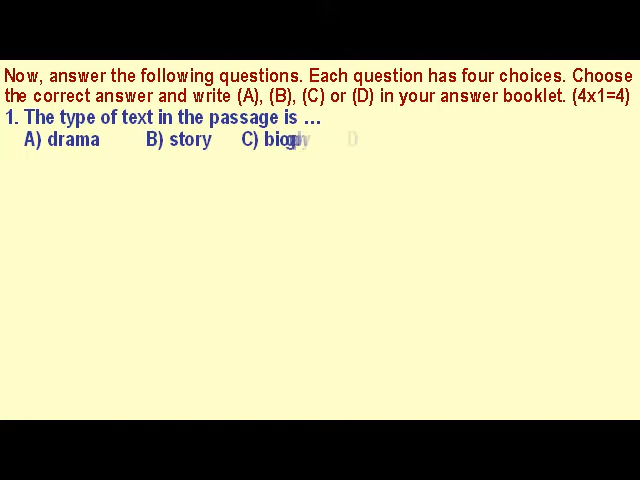 Now, answer the following questions. Each question has four choices. Choose
the correct answer and write (A), (B), (C) or (D) in your answer booklet. (4x1=4)
1. The type of text in the passage is …
A) drama B) story C) D